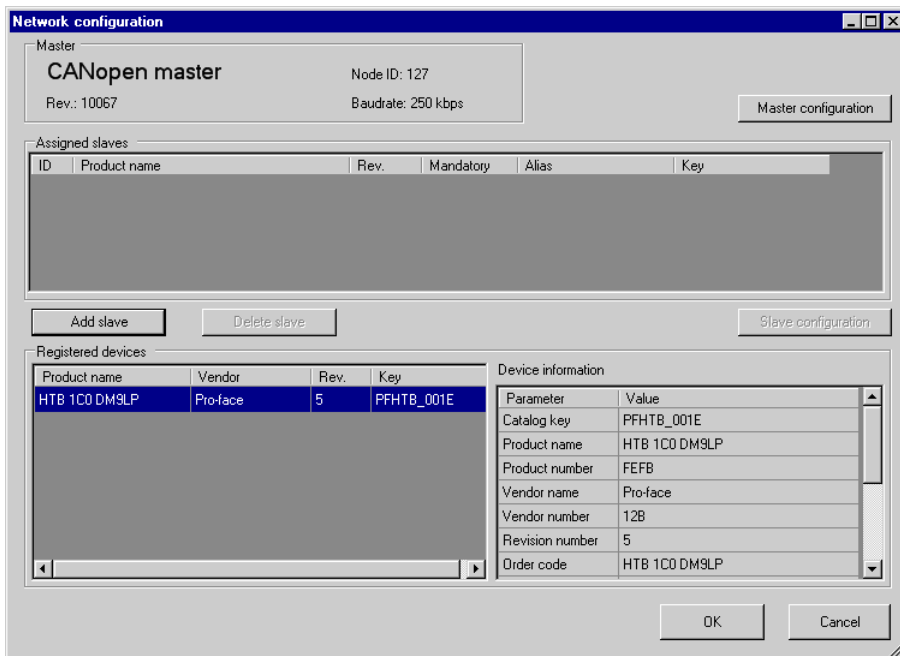 Network configuration
Master
CANopen master
Node ID: 127
Rev.: 10067
Baudrate: 250 kbps
Master configuration
Assigned slaves
ID Product name Rev. Mandatory Alias Key
Add slave Delete slave Slave configuration
Registered devices
Product name Vendor Rev. Key
HTB 1C0 DM9LP Pro-face 5 PFHTB_001E
Device information
Parameter Value
Catalog key PFHTB_001E
Product name HTB 1C0 DM9LP
Product number FEFB
Vendor name Pro-face
Vendor number 12B
Revision number 5
Order code HTB 1C0 DM9LP
OK Cancel